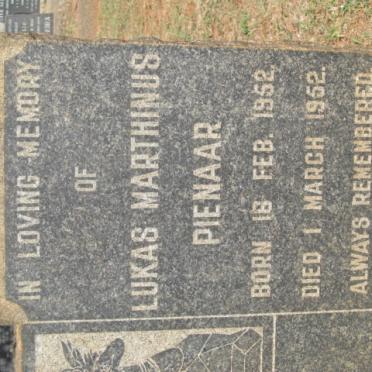 IN LOVING MEMORY
OF
LUKAS MARTHINUS
PIENAAR
BORN 16 FEB. 1952.
DIED 1 MARCH 1952.
ALWAYS REMEMBERED